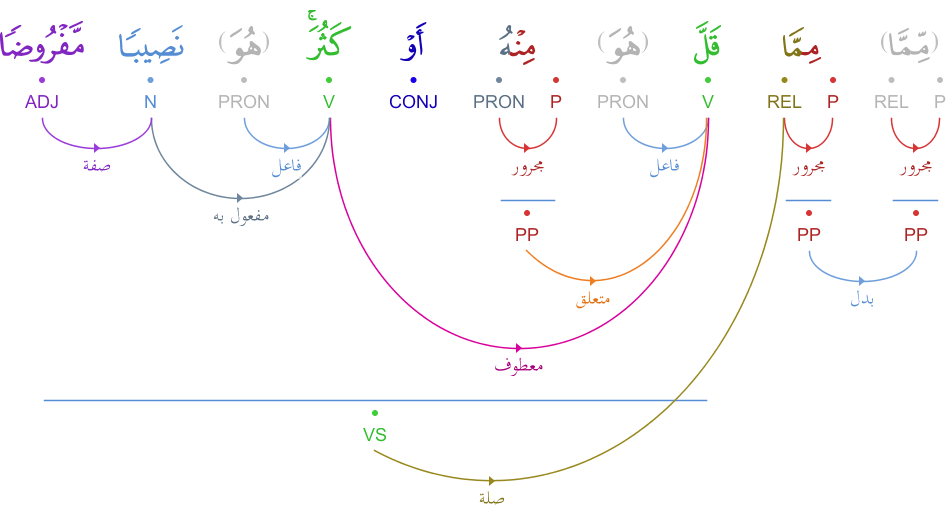 (مِّمَّا) مِمَّا قَلَّ (هُوَ) مِنْهُ أَوْ كَثُرَ ۚ (هُوَ) نَصِيبًا مَّفْرُوضًا
ADJ N PRON V CONJ PRON P PRON V REL P REL P
صفة فاعل مجرور فاعل مجرور مجرور
مفعول به
PP PP PP
متعلق بدل
معطوف
VS
صلة